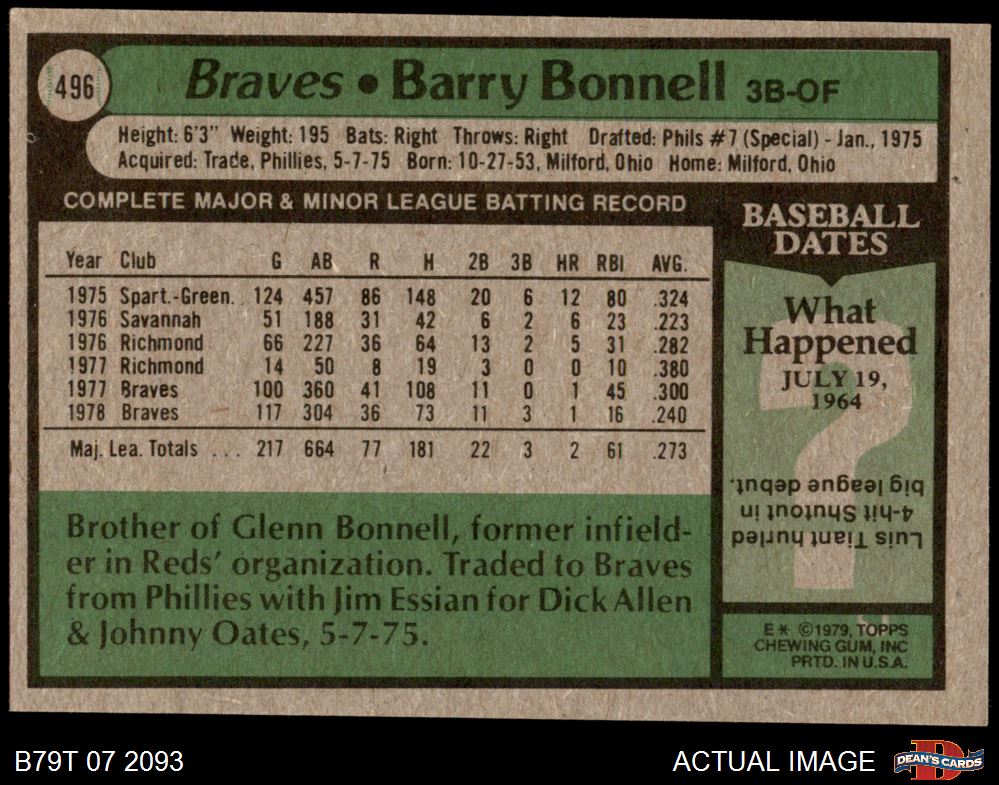 496
Braves • Barry Bonnell 3B-OF
Height: 6'3" Weight: 195 Bats: Right Throws: Right Drafted: Phils #7 (Special) - Jan., 1975
Acquired: Trade, Phillies, 5-7-75 Born: 10-27-53, Milford, Ohio Home: Milford, Ohio
COMPLETE MAJOR & MINOR LEAGUE BATTING RECORD
Year Club G AB R H 2B 3B HR RBI AVG.
1975 Spart.-Green. 124 457 86 148 20 6 12 80 .324
1976 Savannah 51 188 31 42 6 2 6 23 .223
1976 Richmond 66 227 36 64 13 2 5 31 .282
1977 Richmond 14 50 8 19 3 0 0 10 .380
1977 Braves 100 360 41 108 11 0 1 45 .300
1978 Braves 117 304 36 73 11 3 1 16 .240
Maj. Lea. Totals ... 217 664 77 181 22 3 2 61 .273
Brother of Glenn Bonnell, former infield-
er in Reds' organization. Traded to Braves
from Phillies with Jim Essian for Dick Allen
& Johnny Oates, 5-7-75.
BASEBALL
DATES
What
Happened
JULY 19,
1964
?
Luis Tiant hurled
4-hit Shutout in
big league debut.
E* ©1979, TOPPS
CHEWING GUM, INC
PRTD. IN U.S.A.
B79T 07 2093
ACTUAL IMAGE
D
DEAN'S CARDS